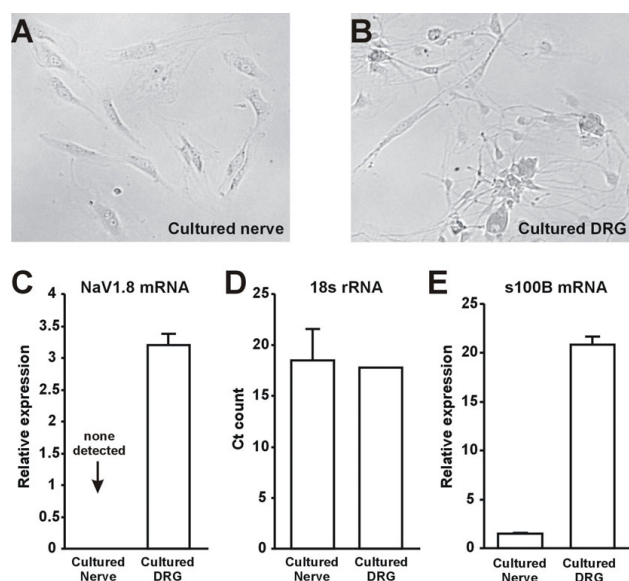 A
B
Cultured nerve
Cultured DRG
C
NaV1.8 mRNA
Relative expression
4
3.5
3
2.5
2
1.5
1
0.5
0
none
detected
Cultured
Nerve
Cultured
DRG
D
18s rRNA
Ct count
25
20
15
10
5
0
Cultured
Nerve
Cultured
DRG
E
s100B mRNA
Relative expression
25
20
15
10
5
0
Cultured
Nerve
Cultured
DRG